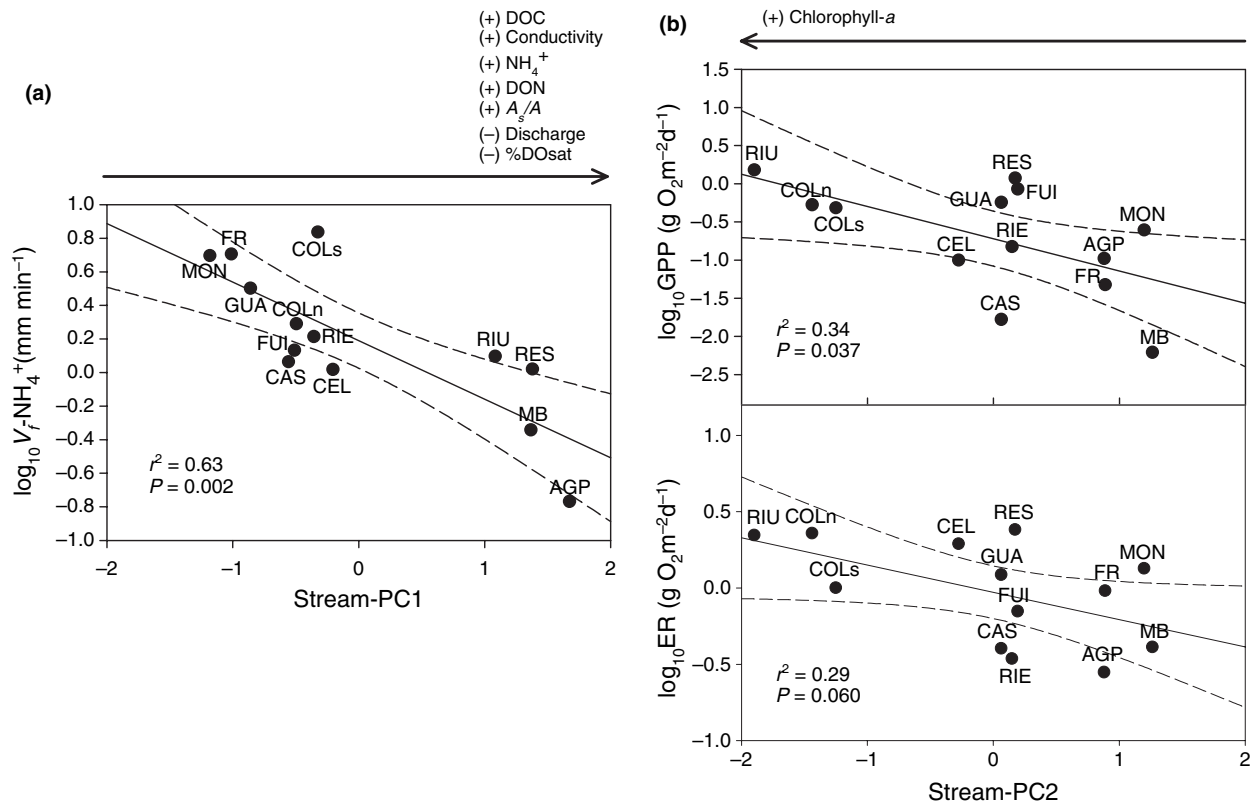 (a)
(+) DOC
(+) Conductivity
(+) NH₄⁺
(+) DON
(+) Aₛ/A
(−) Discharge
(−) %DOsat
log₁₀V_f-NH₄⁺(mm min⁻¹)
1.0
0.8
0.6
0.4
0.2
0.0
−0.2
−0.4
−0.6
−0.8
−1.0
FR
COLs
MON
GUA
COLn
FUI
RIE
CAS
CEL
RIU
RES
MB
AGP
r² = 0.63
P = 0.002
−2
−1
0
1
2
Stream-PC1
(b)
(+) Chlorophyll-a
log₁₀GPP (g O₂m⁻²d⁻¹)
1.5
1.0
0.5
0.0
−0.5
−1.0
−1.5
−2.0
−2.5
RIU
COLn
COLs
RES
FUI
GUA
MON
RIE
CEL
AGP
FR
CAS
MB
r² = 0.34
P = 0.037
log₁₀ER (g O₂m⁻²d⁻¹)
1.0
0.5
0.0
−0.5
−1.0
RIU
COLn
CEL
RES
COLs
GUA
MON
FR
FUI
CAS
MB
RIE
AGP
r² = 0.29
P = 0.060
−2
−1
0
1
2
Stream-PC2